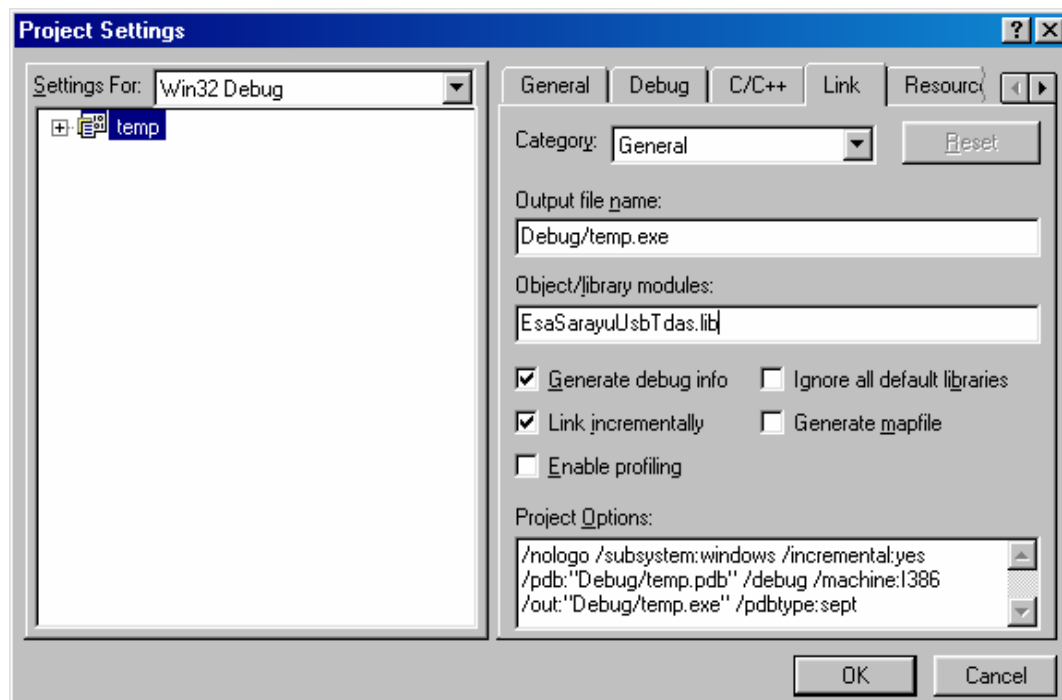 Project Settings
Settings For: Win32 Debug
temp
General Debug C/C++ Link
Category: General Reset
Output file name:
Debug/temp.exe
Object/library modules:
EsaSarayuUsbTdas.lib
Generate debug info Ignore all default libraries
Link incrementally Generate mapfile
Enable profiling
Project Options:
/nologo /subsystem:windows /incremental:yes
/pdb:"Debug/temp.pdb" /debug /machine:I386
/out:"Debug/temp.exe" /pdbtype:sept
OK Cancel